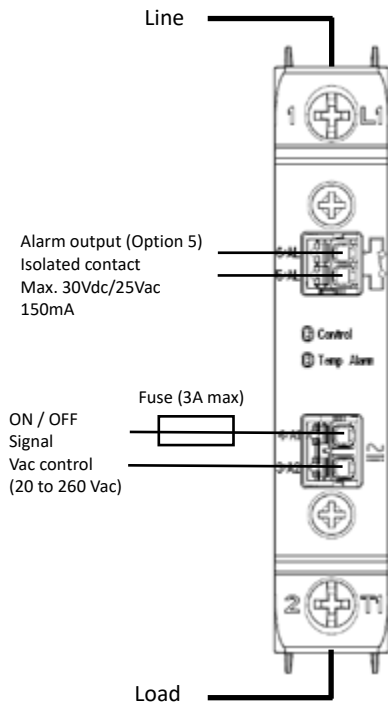 Line
1 L1
Alarm output (Option 5)
Isolated contact
Max. 30Vdc/25Vac
150mA
Control
Temp Alarm
Fuse (3A max)
ON / OFF
Signal
Vac control
(20 to 260 Vac)
2 T1
Load